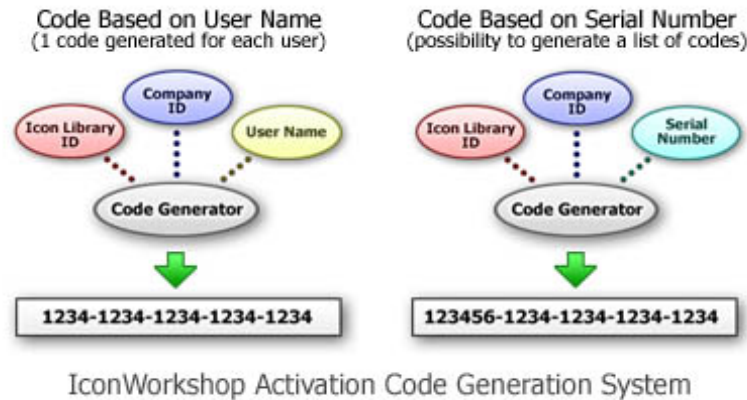 Code Based on User Name
(1 code generated for each user)
Company
ID
Icon Library
ID
User Name
Code Generator
1234-1234-1234-1234-1234
Code Based on Serial Number
(possibility to generate a list of codes)
Company
ID
Icon Library
ID
Serial
Number
Code Generator
123456-1234-1234-1234-1234
IconWorkshop Activation Code Generation System